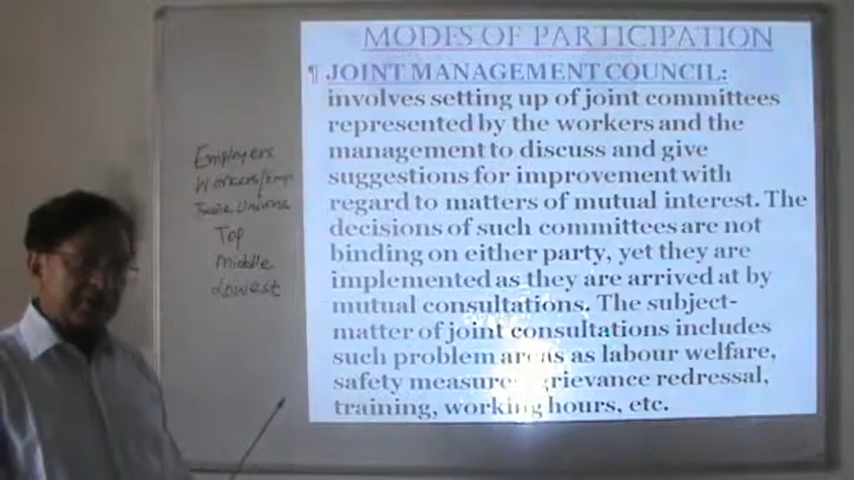 MODES OF PARTICIPATION
¶ JOINT MANAGEMENT COUNCIL:
involves setting up of joint committees
represented by the workers and the
management to discuss and give
suggestions for improvement with
regard to matters of mutual interest. The
decisions of such committees are not
binding on either party, yet they are
implemented as they are arrived at by
mutual consultations. The subject-
matter of joint consultations includes
such problem areas as labour welfare,
safety measure grievance redressal,
training, working hours, etc.
Employers
Workers/Emp
Trade Unions
Top
Middle
Lowest